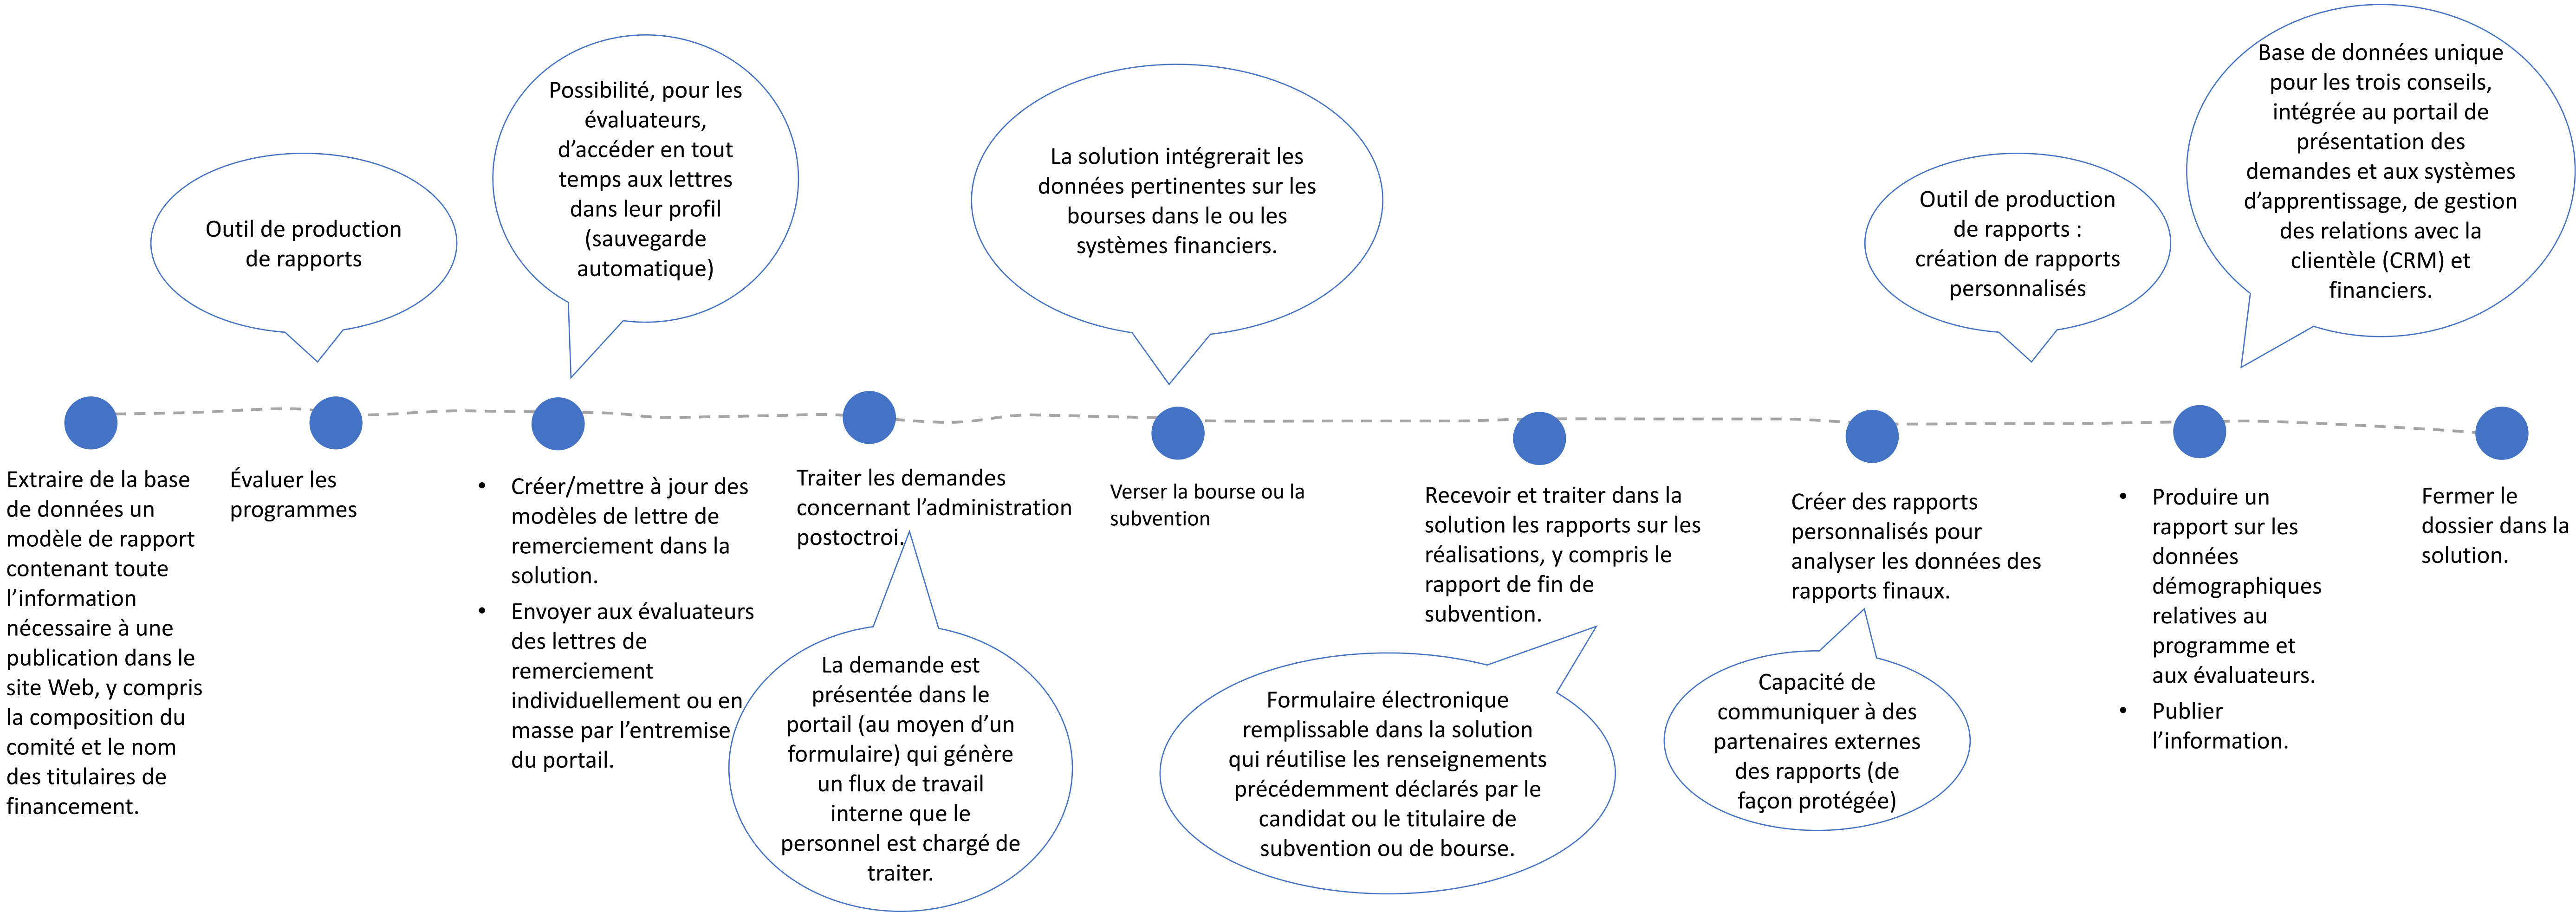 Outil de production
de rapports
Possibilité, pour les
évaluateurs,
d’accéder en tout
temps aux lettres
dans leur profil
(sauvegarde
automatique)
La solution intégrerait les
données pertinentes sur les
bourses dans le ou les
systèmes financiers.
Outil de production
de rapports :
création de rapports
personnalisés
Base de données unique
pour les trois conseils,
intégrée au portail de
présentation des
demandes et aux systèmes
d’apprentissage, de gestion
des relations avec la
clientèle (CRM) et
financiers.
Extraire de la base
de données un
modèle de rapport
contenant toute
l’information
nécessaire à une
publication dans le
site Web, y compris
la composition du
comité et le nom
des titulaires de
financement.
Évaluer les
programmes
• Créer/mettre à jour des
modèles de lettre de
remerciement dans la
solution.
• Envoyer aux évaluateurs
des lettres de
remerciement
individuellement ou en
masse par l’entremise
du portail.
Traiter les demandes
concernant l’administration
postoctroi.
La demande est
présentée dans le
portail (au moyen d’un
formulaire) qui génère
un flux de travail
interne que le
personnel est chargé de
traiter.
Verser la bourse ou la
subvention
Recevoir et traiter dans la
solution les rapports sur les
réalisations, y compris le
rapport de fin de
subvention.
Formulaire électronique
remplissable dans la solution
qui réutilise les renseignements
précédemment déclarés par le
candidat ou le titulaire de
subvention ou de bourse.
Créer des rapports
personnalisés pour
analyser les données des
rapports finaux.
Capacité de
communiquer à des
partenaires externes
des rapports (de
façon protégée)
• Produire un
rapport sur les
données
démographiques
relatives au
programme et
aux évaluateurs.
• Publier
l’information.
Fermer le
dossier dans la
solution.